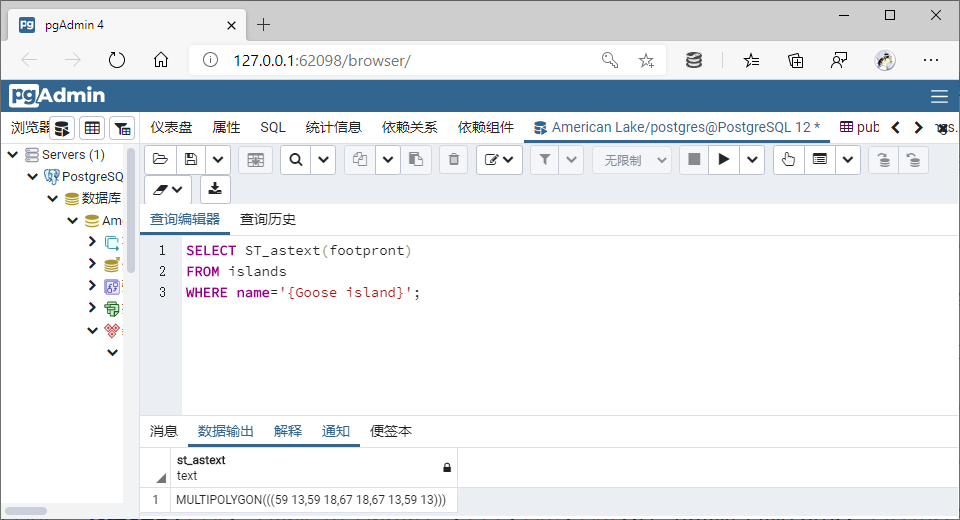 pgAdmin 4
127.0.0.1:62098/browser/
pgAdmin
浏览器
仪表盘 属性 SQL 统计信息 依赖关系 依赖组件 American Lake/postgres@PostgreSQL 12 * pub
Servers (1)
PostgreSQ
数据库
Ame
无限制
查询编辑器 查询历史
1 SELECT ST_astext(footpront)
2 FROM islands
3 WHERE name='{Goose island}';
消息 数据输出 解释 通知 便签本
st_astext
text
1 MULTIPOLYGON(((59 13,59 18,67 18,67 13,59 13)))